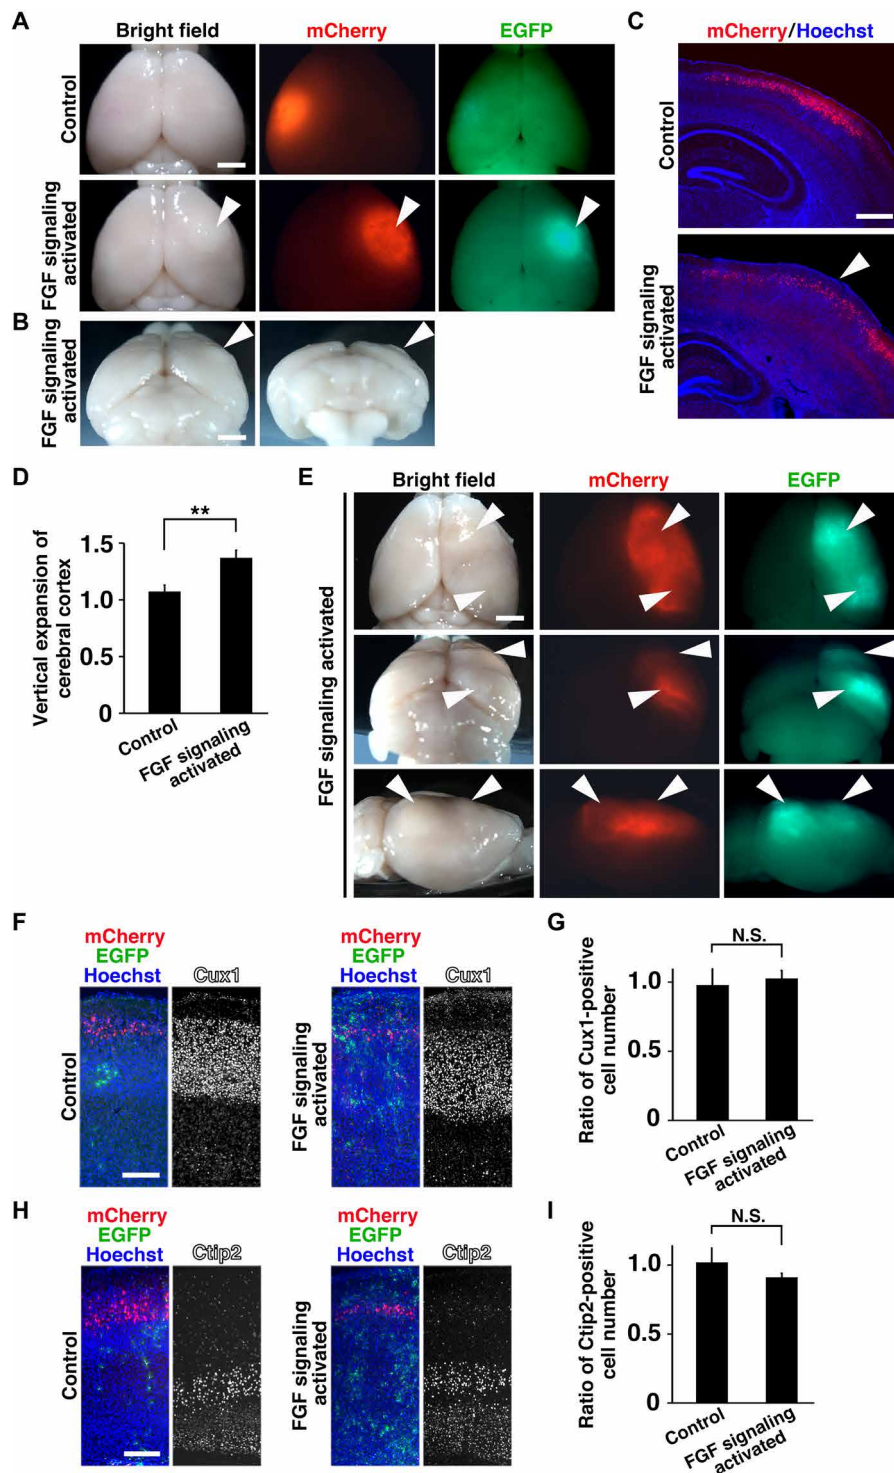 A
Bright field
mCherry
EGFP
Control
FGF signaling
activated
B
FGF signaling
activated
C
mCherry/Hoechst
Control
FGF signaling
activated
D
**
Vertical expansion of
cerebral cortex
1.5
1.0
0.5
0
Control
FGF signaling
activated
E
Bright field
mCherry
EGFP
FGF signaling activated
F
mCherry
EGFP
Hoechst
Cux1
Control
mCherry
EGFP
Hoechst
Cux1
FGF signaling
activated
G
N.S.
Ratio of Cux1-positive
cell number
1.0
0.5
0
Control
FGF signaling
activated
H
mCherry
EGFP
Hoechst
Ctip2
Control
mCherry
EGFP
Hoechst
Ctip2
FGF signaling
activated
I
N.S.
Ratio of Ctip2-positive
cell number
1.0
0.5
0
Control
FGF signaling
activated